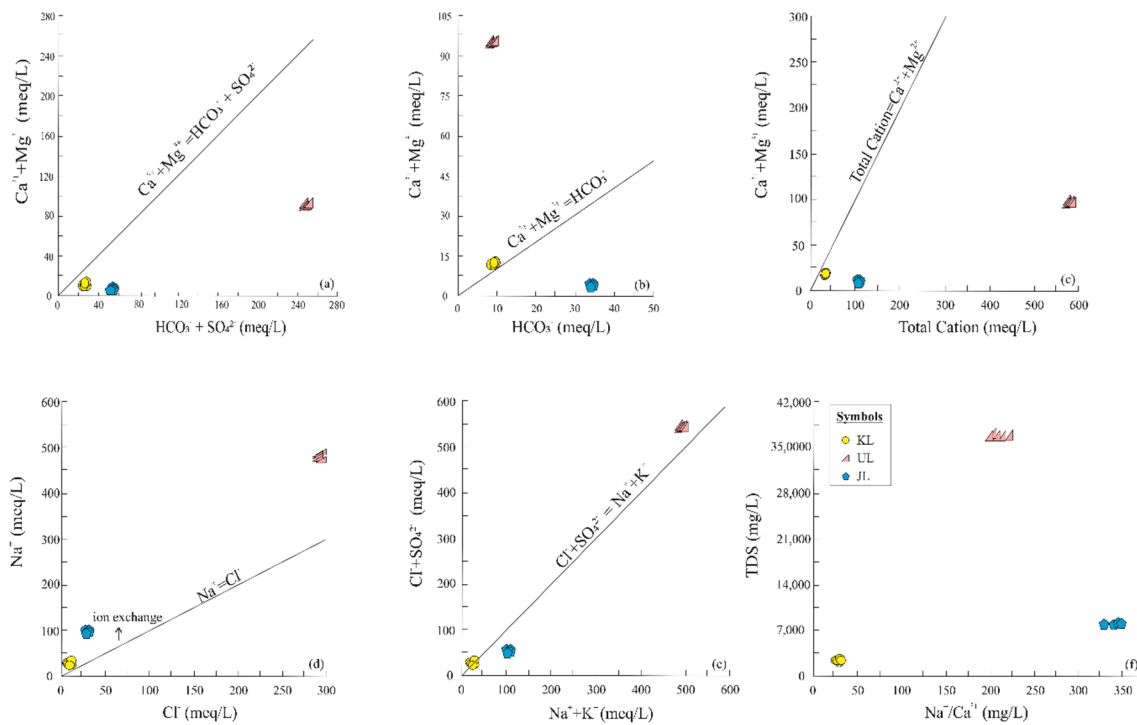 Ca²⁺+Mg² (meq/L)
280
240
200
160
120
80
40
0
Ca²⁺+Mg²⁺=HCO₃⁻ + SO₄²⁻
(a)
0 40 80 120 160 200 240 280
HCO₃⁻ + SO₄²⁻ (meq/L)
Ca²+Mg² (meq/L)
105
90
75
60
45
30
15
0
Ca²⁺+Mg²⁺=HCO₃⁻
(b)
0 10 20 30 40 50
HCO₃⁻ (meq/L)
Ca²+Mg²⁺ (meq/L)
300
250
200
150
100
50
0
Total Cation=Ca²⁺+Mg²⁺
(c)
0 100 200 300 400 500 600
Total Cation (meq/L)
Na⁺ (meq/L)
600
500
400
300
200
100
0
Na⁺=Cl⁻
ion exchange
(d)
0 50 100 150 200 250 300
Cl⁻ (meq/L)
Cl⁻+SO₄²⁻ (meq/L)
600
500
400
300
200
100
0
Cl⁻+SO₄²⁻ = Na⁺+K⁺
(e)
0 100 200 300 400 500 600
Na⁺+K⁺ (meq/L)
TDS (mg/L)
42,000
35,0000
28,000
21,000
14,000
7,000
0
Symbols
KL
UL
JL
(f)
0 50 100 150 200 250 300 350
Na⁺/Ca²⁺ (mg/L)